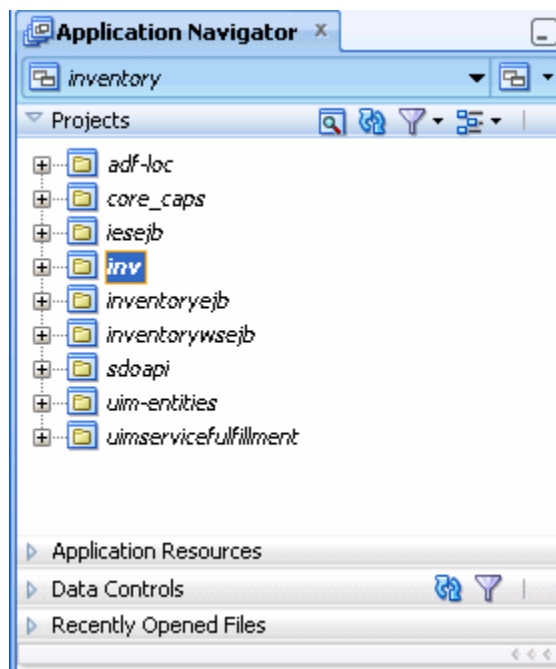 Application Navigator
inventory
Projects
adf-loc
core_caps
iesejb
inv
inventoryejb
inventorywsejb
sdoapi
uim-entities
uimservicefulfillment
Application Resources
Data Controls
Recently Opened Files